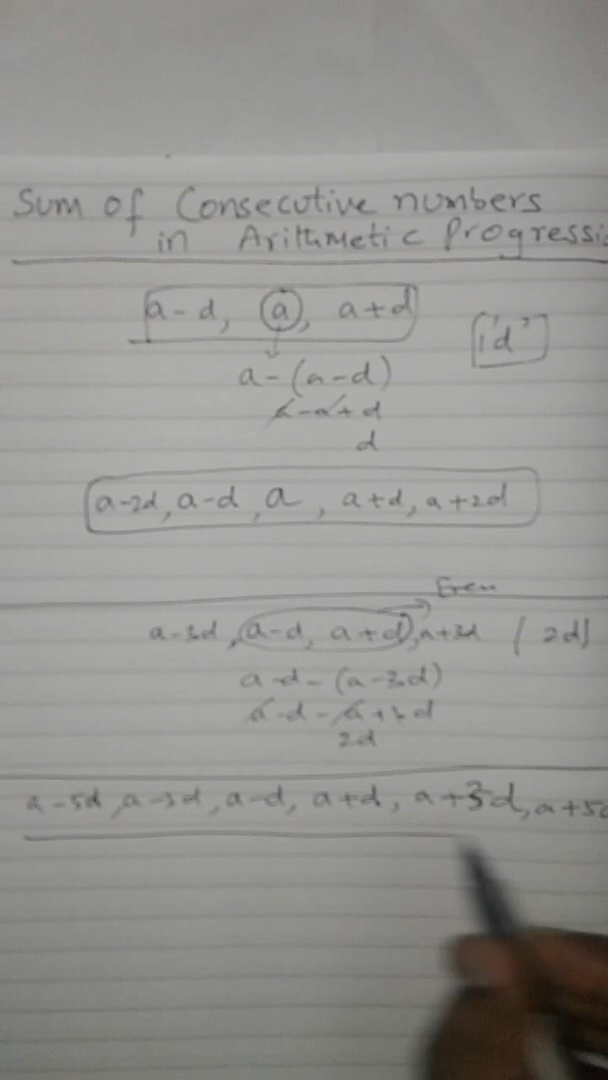 Sum of Consecutive numbers
in Arithmetic Progressi
a-d, a, a+d
'd'
a-(a-d)
a-a+d
d
a-2d, a-d, a, a+d, a+2d
Even
a-3d, a-d, a+d, a+3d (2d)
a-d-(a-3d)
a-d-a+3d
2d
a-5d, a-3d, a-d, a+d, a+3d, a+5d